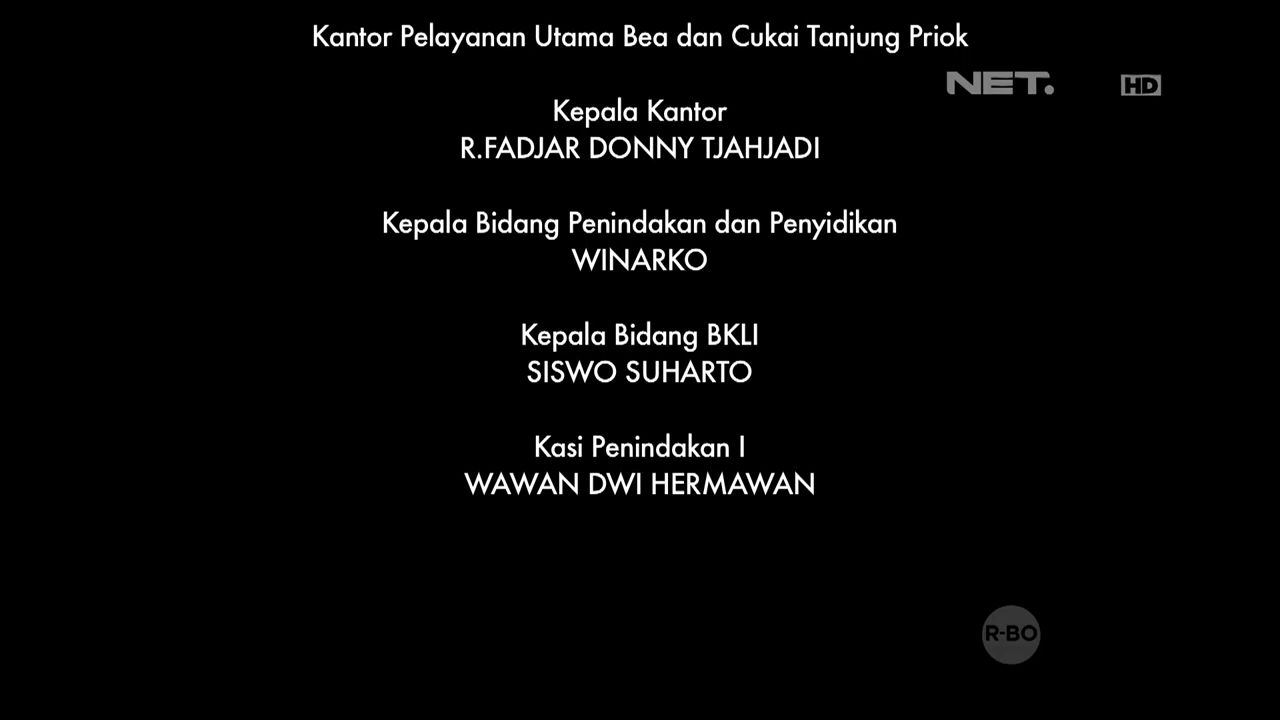 Kantor Pelayanan Utama Bea dan Cukai Tanjung Priok
NET.
HD
Kepala Kantor
R.FADJAR DONNY TJAHJADI
Kepala Bidang Penindakan dan Penyidikan
WINARKO
Kepala Bidang BKLI
SISWO SUHARTO
Kasi Penindakan I
WAWAN DWI HERMAWAN
R-BO